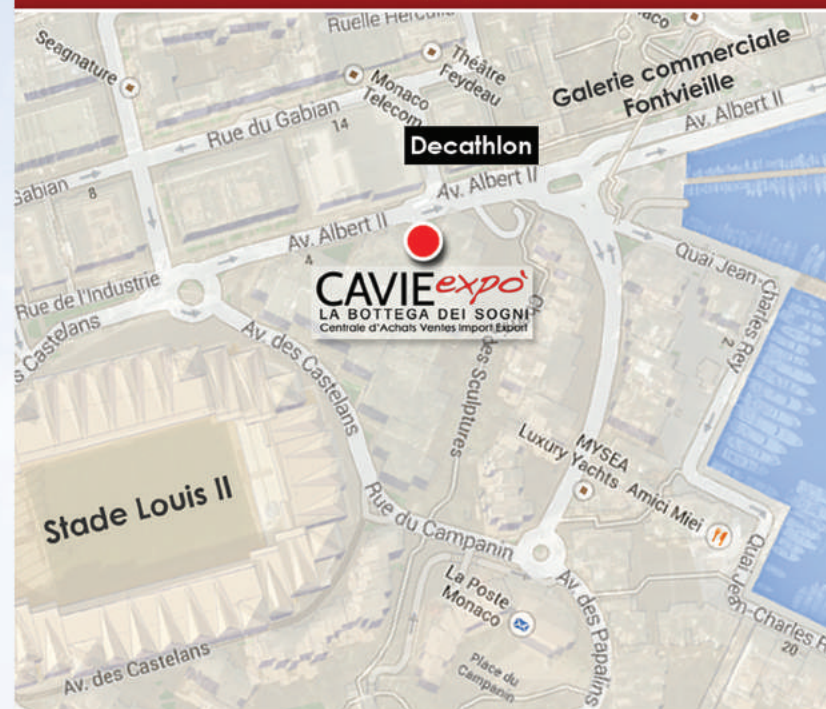 Ruelle Hercul
aco
Seagnature
Théâtre
Feydeau
Monaco
Telecom
Galerie commerciale
Fontvieille
Rue du Gabian
14
Av. Albert II
Decathlon
Gabian
8
Av. Albert II
Av. Albert II
4
Quai Jean-Charles Rey
2
CAVIE expò
LA BOTTEGA DEI SOGNI
Centrale d'Achats Ventes Import Export
Rue de l'Industrie
s Castelans
Av. des Castelans
Ch des Sculptures
MYSEA
Luxury Yachts
Amici Miei
Stade Louis II
Rue du Campanin
Quai Jean-Charles R
20
La Poste
Monaco
Av. des Papalins
Place du
Campanin
Av. des Castelans